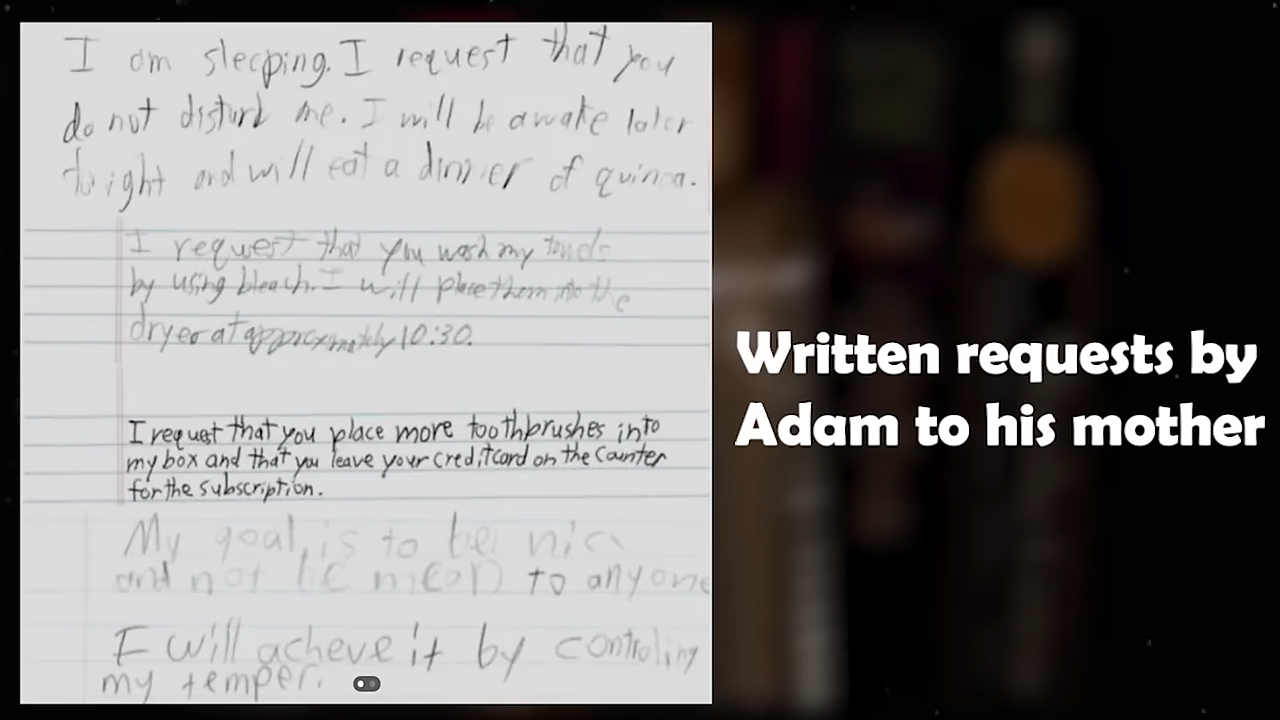 I am sleeping. I request that you
do not disturb me. I will be awake later
tonight and will eat a dinner of quinoa.
I request that you wash my
by using bleach. I will place them into the
dryer at approximately 10:30.
I request that you place more toothbrushes into
my box and that you leave your credit card on the counter
for the subscription.
My goal, is to be nice
and not be mean to anyone
I will acheve it by controling
my temper.
Written requests by
Adam to his mother